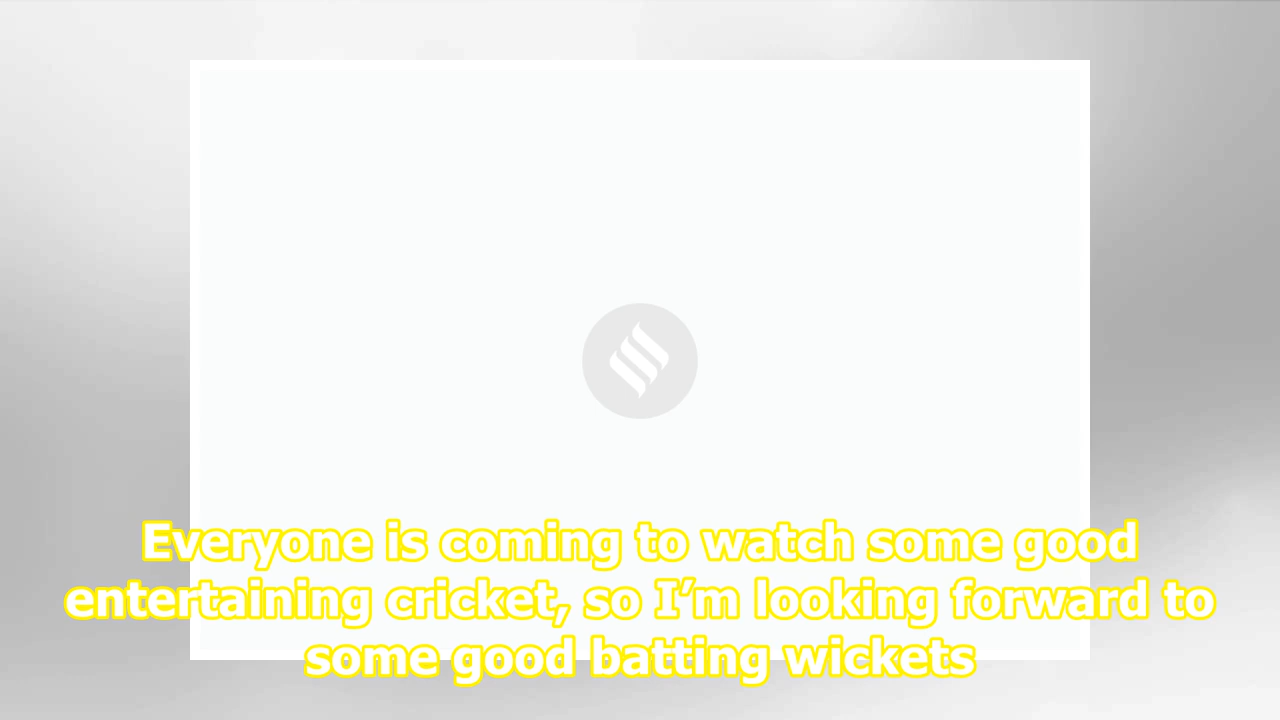 Everyone is coming to watch some good
entertaining cricket, so I’m looking forward to
some good batting wickets